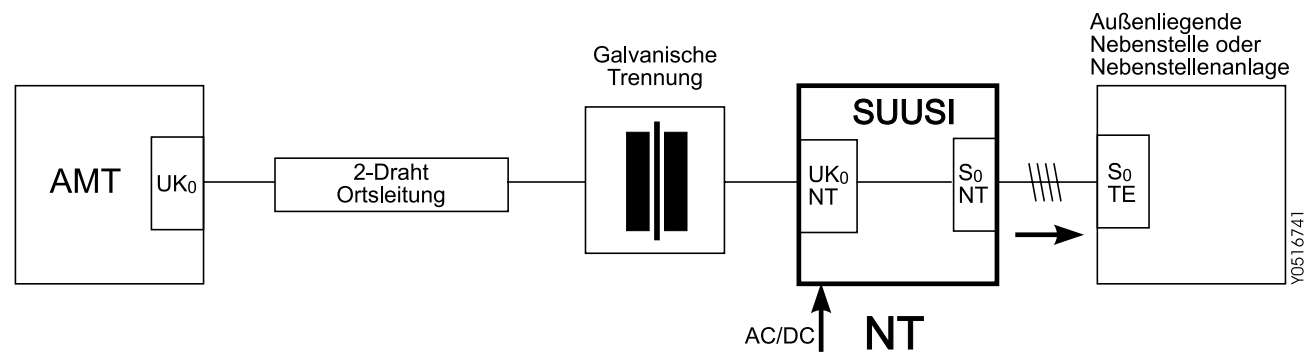 AMT
UK0
2-Draht
Ortsleitung
Galvanische
Trennung
SUUSI
UK0
NT
S0
NT
AC/DC
NT
Außenliegende
Nebenstelle oder
Nebenstellenanlage
S0
TE
Y0516741